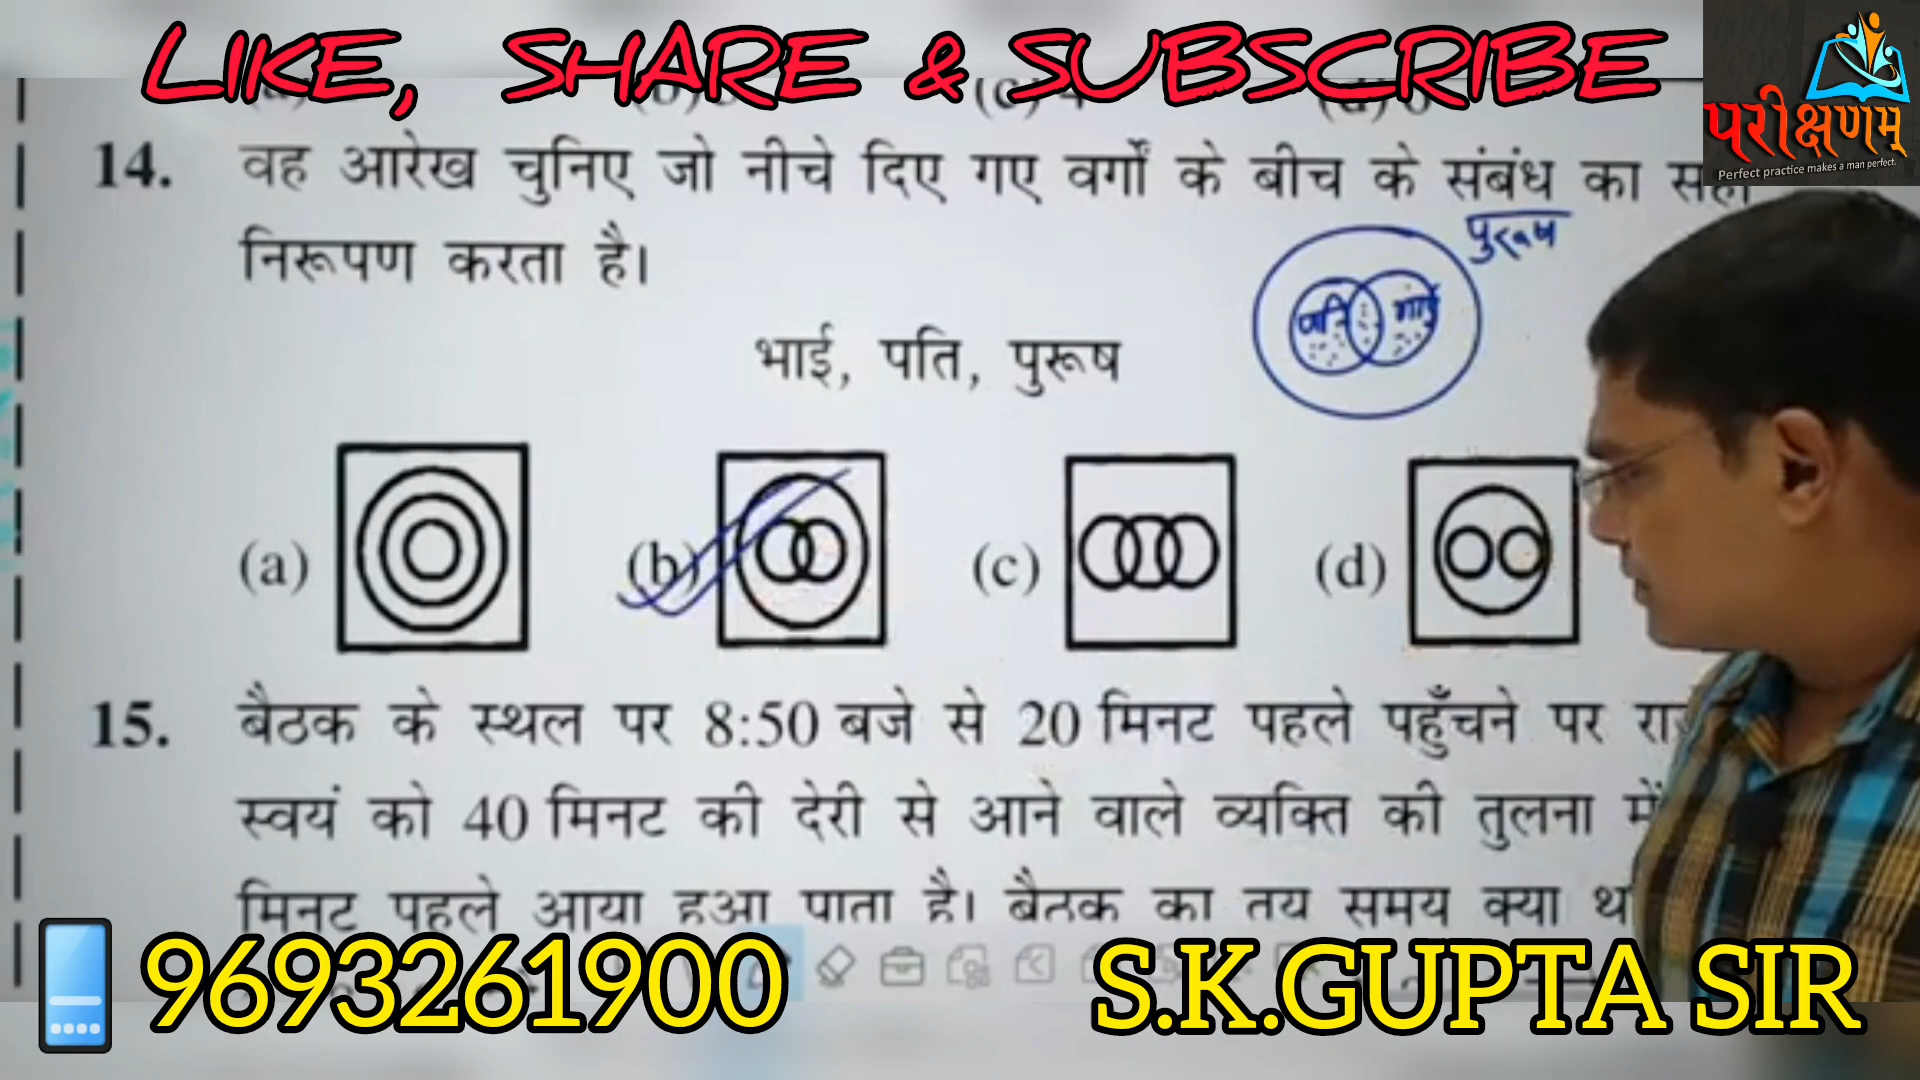 LIKE, SHARE & SUBSCRIBE
परीक्षणम्
Perfect practice makes a man perfect.
14. वह आरेख चुनिए जो नीचे दिए गए वर्गों के बीच के संबंध का सही
निरूपण करता है।
पुरुष
पति भाई
भाई, पति, पुरूष
(a) (b) (c) (d)
15. बैठक के स्थल पर 8:50 बजे से 20 मिनट पहले पहुँचने पर
स्वयं को 40 मिनट की देरी से आने वाले व्यक्ति की तुलना में
मिनट पहले आया हुआ पाता है। बैठक का तय समय क्या
9693261900 S.K.GUPTA SIR